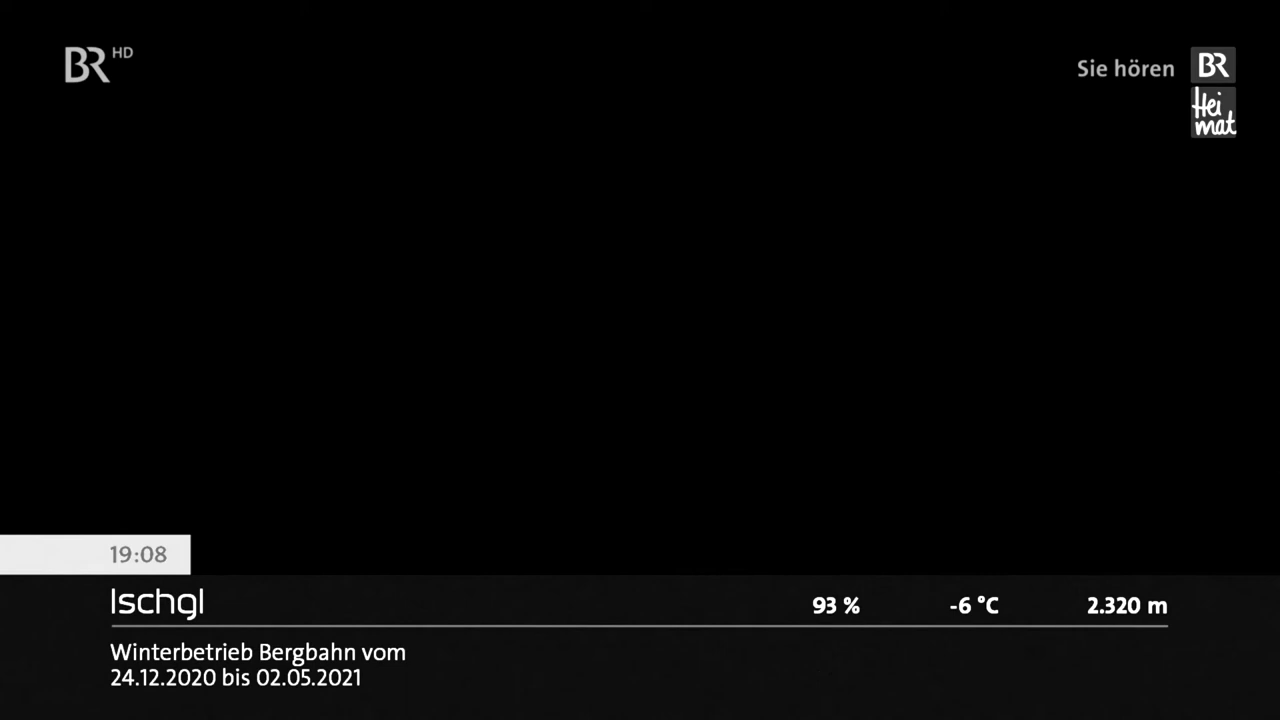 BR HD
Sie hören BR
Hei
mat
19:08
Ischgl 93 % -6 °C 2.320 m
Winterbetrieb Bergbahn vom
24.12.2020 bis 02.05.2021